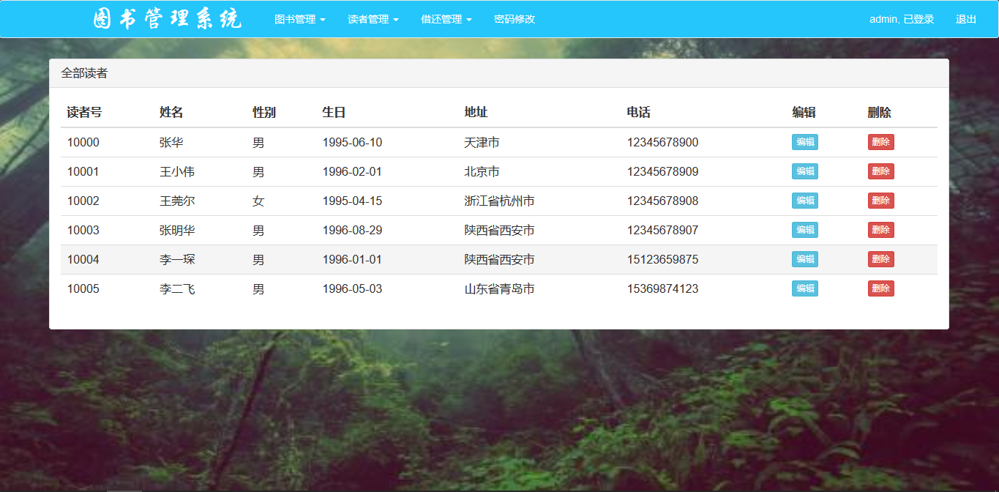 图书管理系统 图书管理 读者管理 借还管理 密码修改 admin, 已登录 退出
全部读者
读者号 姓名 性别 生日 地址 电话 编辑 删除
10000 张华 男 1995-06-10 天津市 12345678900 编辑 删除
10001 王小伟 男 1996-02-01 北京市 12345678909 编辑 删除
10002 王莞尔 女 1995-04-15 浙江省杭州市 12345678908 编辑 删除
10003 张明华 男 1996-08-29 陕西省西安市 12345678907 编辑 删除
10004 李一琛 男 1996-01-01 陕西省西安市 15123659875 编辑 删除
10005 李二飞 男 1996-05-03 山东省青岛市 15369874123 编辑 删除